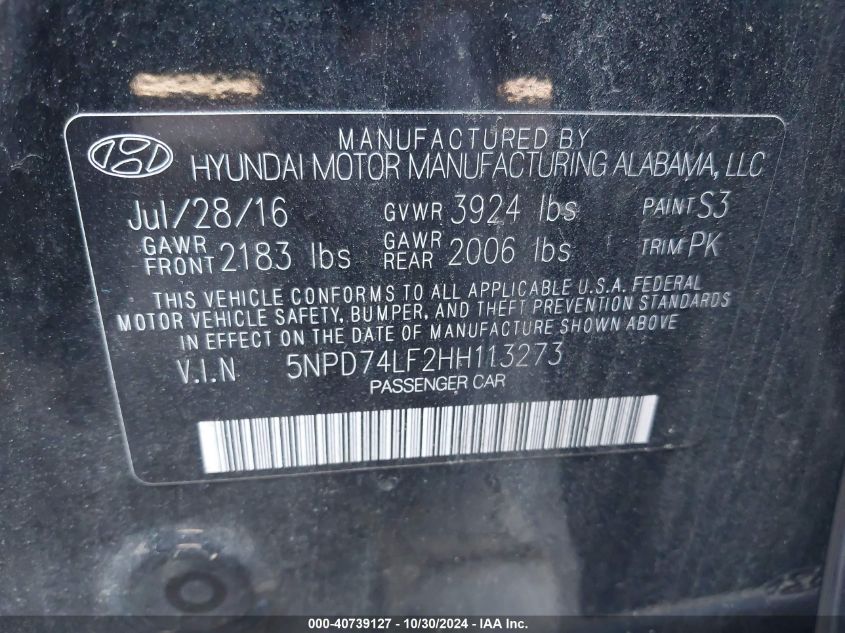 MANUFACTURED BY
HYUNDAI MOTOR MANUFACTURING ALABAMA, LLC
Jul/28/16 GVWR 3924 lbs PAINT S3
GAWR FRONT 2183 lbs GAWR REAR 2006 lbs TRIM PK
THIS VEHICLE CONFORMS TO ALL APPLICABLE U.S.A. FEDERAL
MOTOR VEHICLE SAFETY, BUMPER, AND THEFT PREVENTION STANDARDS
IN EFFECT ON THE DATE OF MANUFACTURE SHOWN ABOVE
V.I.N 5NPD74LF2HH113273
PASSENGER CAR
000-40739127 - 10/30/2024 - IAA Inc.